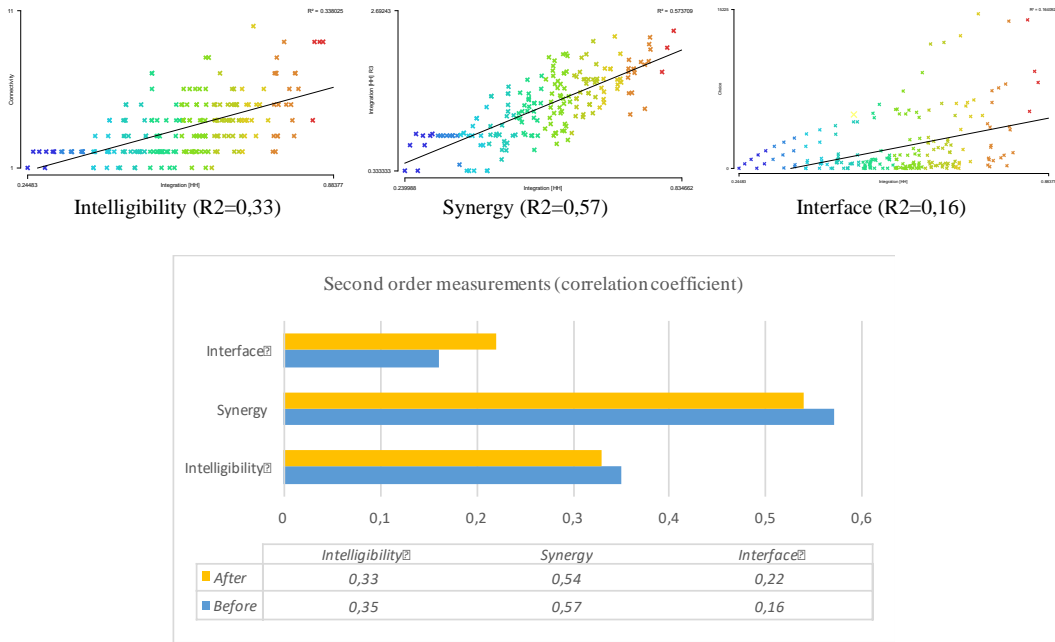 11
R² = 0.338025
Connectivity
1
0.24483
Integration [HH]
0.88377
Intelligibility (R2=0,33)
2.69243
R² = 0.573709
Integration [HH] R3
0.333333
0.239988
Integration [HH]
0.834662
Synergy (R2=0,57)
Choice
0
Integration [HH]
Interface (R2=0,16)
Second order measurements (correlation coefficient)
Interface
Synergy
Intelligibility
0 0,1 0,2 0,3 0,4 0,5 0,6
Intelligibility Synergy Interface
After 0,33 0,54 0,22
Before 0,35 0,57 0,16